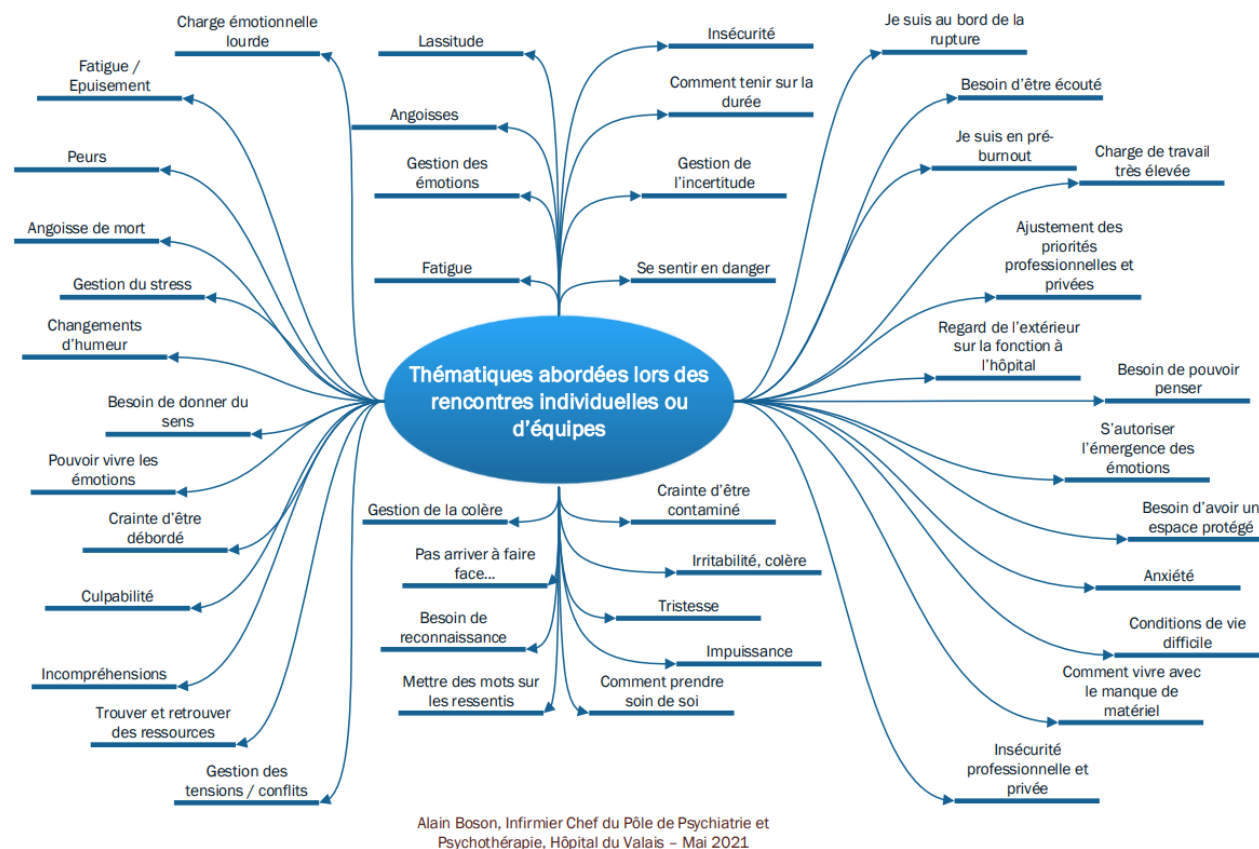 Charge émotionnelle
lourde
Fatigue /
Epuisement
Peurs
Angoisse de mort
Gestion du stress
Changements
d'humeur
Besoin de donner du
sens
Pouvoir vivre les
émotions
Crainte d'être
débordé
Culpabilité
Incompréhensions
Trouver et retrouver
des ressources
Gestion des
tensions / conflits
Lassitude
Angoisses
Gestion des
émotions
Fatigue
Insécurité
Comment tenir sur la
durée
Gestion de
l'incertitude
Se sentir en danger
Thématiques abordées lors des
rencontres individuelles ou
d'équipes
Gestion de la colère
Pas arriver à faire
face...
Besoin de
reconnaissance
Mettre des mots sur
les ressentis
Crainte d'être
contaminé
Irritabilité, colère
Tristesse
Impuissance
Comment prendre
soin de soi
Je suis au bord de la
rupture
Besoin d'être écouté
Je suis en pré-
burnout
Charge de travail
très élevée
Ajustement des
priorités
professionnelles et
privées
Regard de l'extérieur
sur la fonction à
l'hôpital
Besoin de pouvoir
penser
S'autoriser
l'émergence des
émotions
Besoin d'avoir un
espace protégé
Anxiété
Conditions de vie
difficile
Comment vivre avec
le manque de
matériel
Insécurité
professionnelle et
privée
Alain Boson, Infirmier Chef du Pôle de Psychiatrie et
Psychothérapie, Hôpital du Valais – Mai 2021